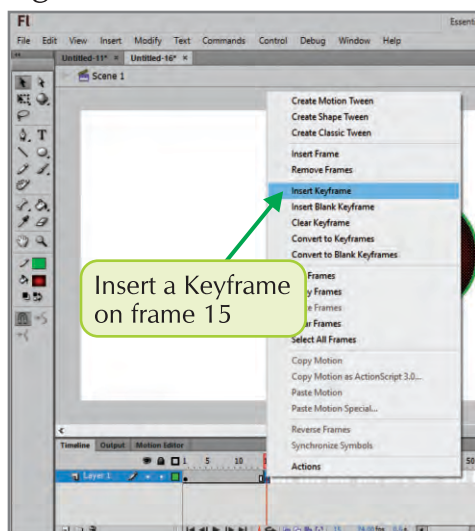 Fl
Essenti
File Edit View Insert Modify Text Commands Control Debug Window Help
Untitled-11* × Untitled-16* ×
Scene 1
Create Motion Tween
Create Shape Tween
Create Classic Tween
Insert Frame
Remove Frames
Insert Keyframe
Insert Blank Keyframe
Clear Keyframe
Convert to Keyframes
Convert to Blank Keyframes
Frames
Frames
Frames
Frames
Select All Frames
Copy Motion
Copy Motion as ActionScript 3.0...
Paste Motion
Paste Motion Special...
Reverse Frames
Synchronize Symbols
Actions
Insert a Keyframe
on frame 15
Timeline Output Motion Editor
1 5 10 50
Layer 1